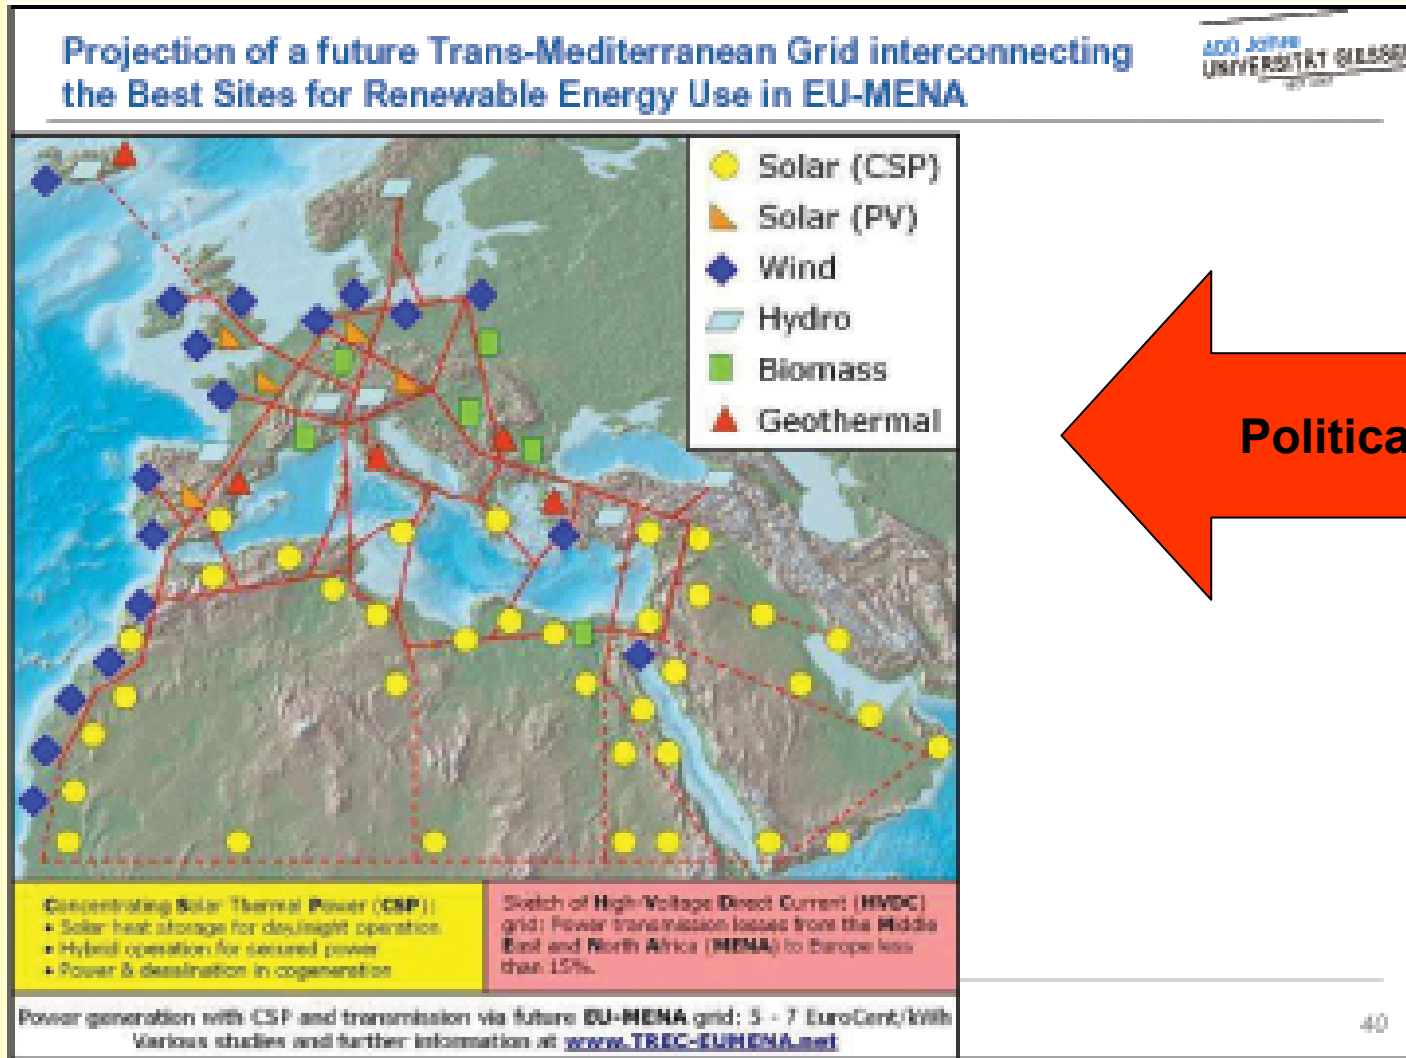 Projection of a future Trans-Mediterranean Grid interconnecting
the Best Sites for Renewable Energy Use in EU-MENA
UNIVERSITÄT GIESSEN
Solar (CSP)
Solar (PV)
Wind
Hydro
Biomass
Geothermal
Politica
Concentrating Solar Thermal Power (CSP):
• Solar heat storage for day/night operation
• Hybrid operation for secured power
• Power & desalination in cogeneration
Sketch of High-Voltage Direct Current (HVDC)
grid: Power transmission losses from the Middle
East and North Africa (MENA) to Europe less
than 15%.
Power generation with CSP and transmission via future EU-MENA grid: 5 - 7 EuroCent/kWh
Various studies and further information at www.TREC-EUMENA.net
40